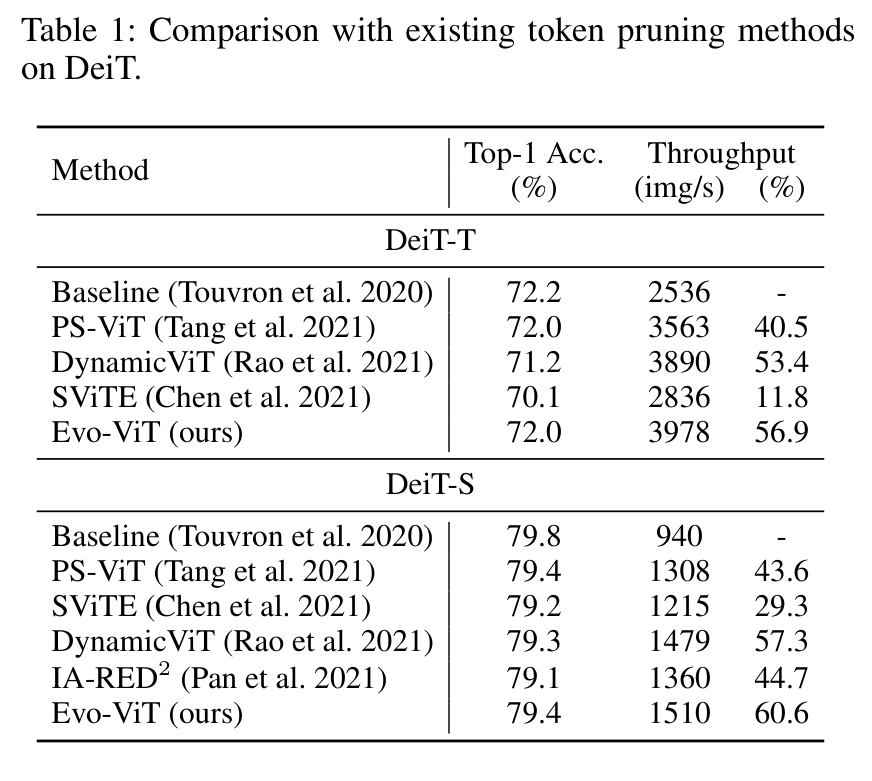 Table 1: Comparison with existing token pruning methods
on DeiT.
Method Top-1 Acc. Throughput
(%) (img/s) (%)
DeiT-T
Baseline (Touvron et al. 2020) 72.2 2536 -
PS-ViT (Tang et al. 2021) 72.0 3563 40.5
DynamicViT (Rao et al. 2021) 71.2 3890 53.4
SViTE (Chen et al. 2021) 70.1 2836 11.8
Evo-ViT (ours) 72.0 3978 56.9
DeiT-S
Baseline (Touvron et al. 2020) 79.8 940 -
PS-ViT (Tang et al. 2021) 79.4 1308 43.6
SViTE (Chen et al. 2021) 79.2 1215 29.3
DynamicViT (Rao et al. 2021) 79.3 1479 57.3
IA-RED² (Pan et al. 2021) 79.1 1360 44.7
Evo-ViT (ours) 79.4 1510 60.6